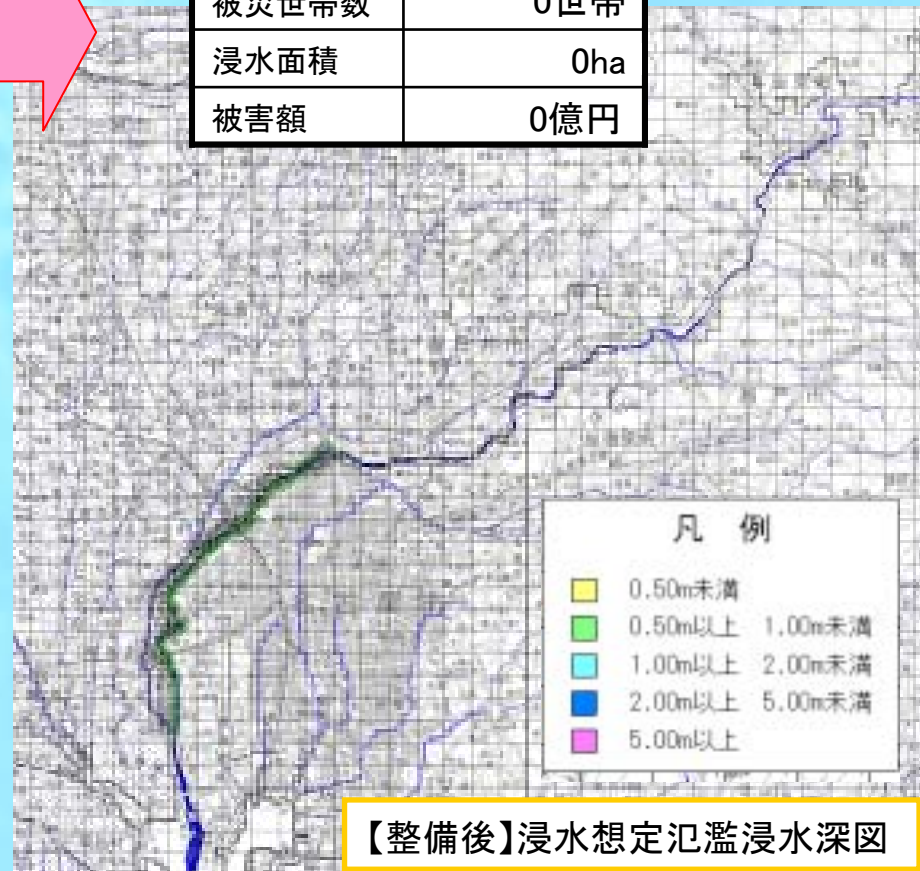 被災世帯数 0世帯
浸水面積 0ha
被害額 0億円
凡 例
0.50m未満
0.50m以上 1.00m未満
1.00m以上 2.00m未満
2.00m以上 5.00m未満
5.00m以上
【整備後】浸水想定氾濫浸水深図